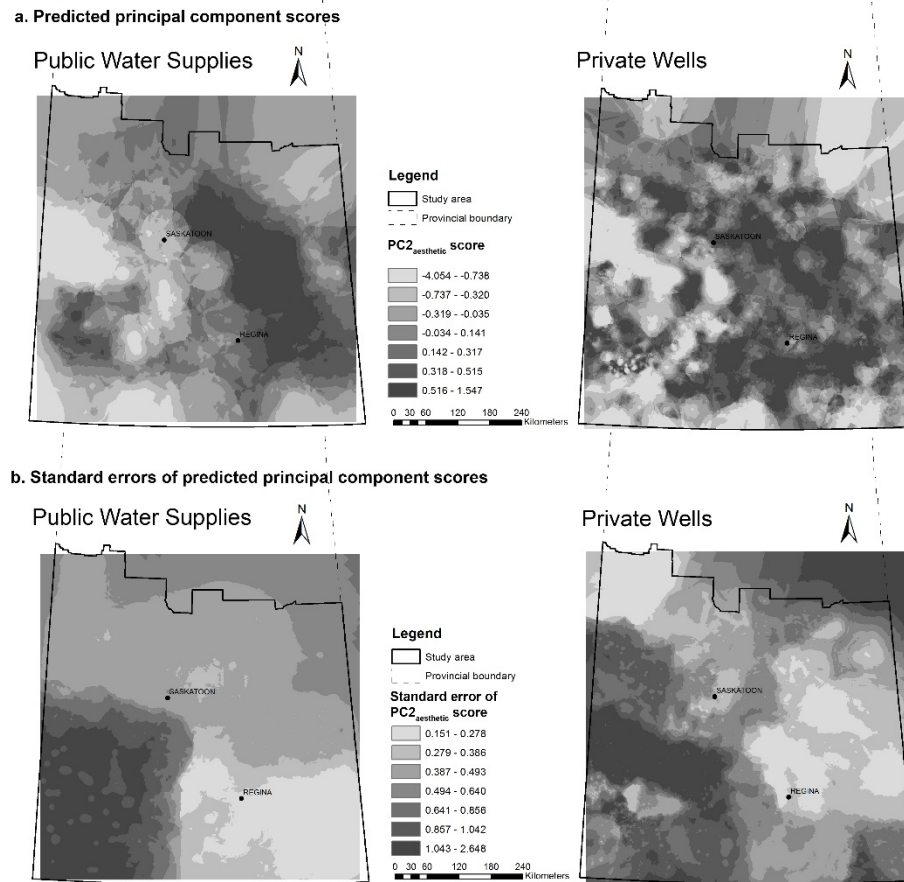 a. Predicted principal component scores
Public Water Supplies
N
Private Wells
N
Legend
Study area
Provincial boundary
PC2aesthetic score
-4.054 - -0.738
-0.737 - -0.320
-0.319 - -0.035
-0.034 - 0.141
0.142 - 0.317
0.318 - 0.515
0.516 - 1.547
0 30 60 120 180 240
Kilometers
SASKATOON
REGINA
SASKATOON
REGINA
b. Standard errors of predicted principal component scores
Public Water Supplies
N
Private Wells
N
Legend
Study area
Provincial boundary
Standard error of
PC2aesthetic score
0.151 - 0.278
0.279 - 0.386
0.387 - 0.493
0.494 - 0.640
0.641 - 0.856
0.857 - 1.042
1.043 - 2.648
0 30 60 120 180 240
Kilometers
SASKATOON
REGINA
SASKATOON
REGINA